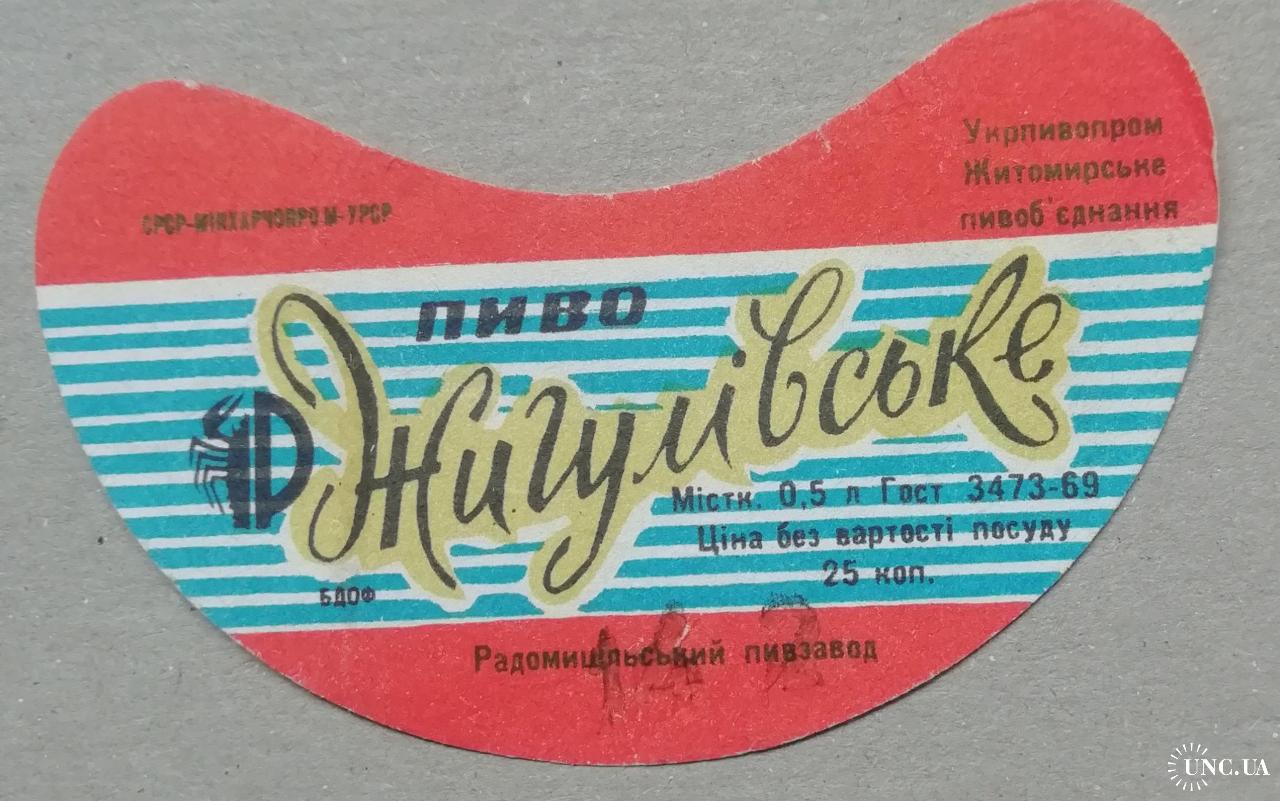 СРСР-МІНХАРЧОПРОМ-УРСР
Укрпивопром
Житомирське
пивоб'єднання
пиво
Жигулівське
Містк. 0,5 л Гост 3473-69
Ціна без вартості посуду
25 коп.
БДОФ
Радомишльський пивзавод
UNC.UA